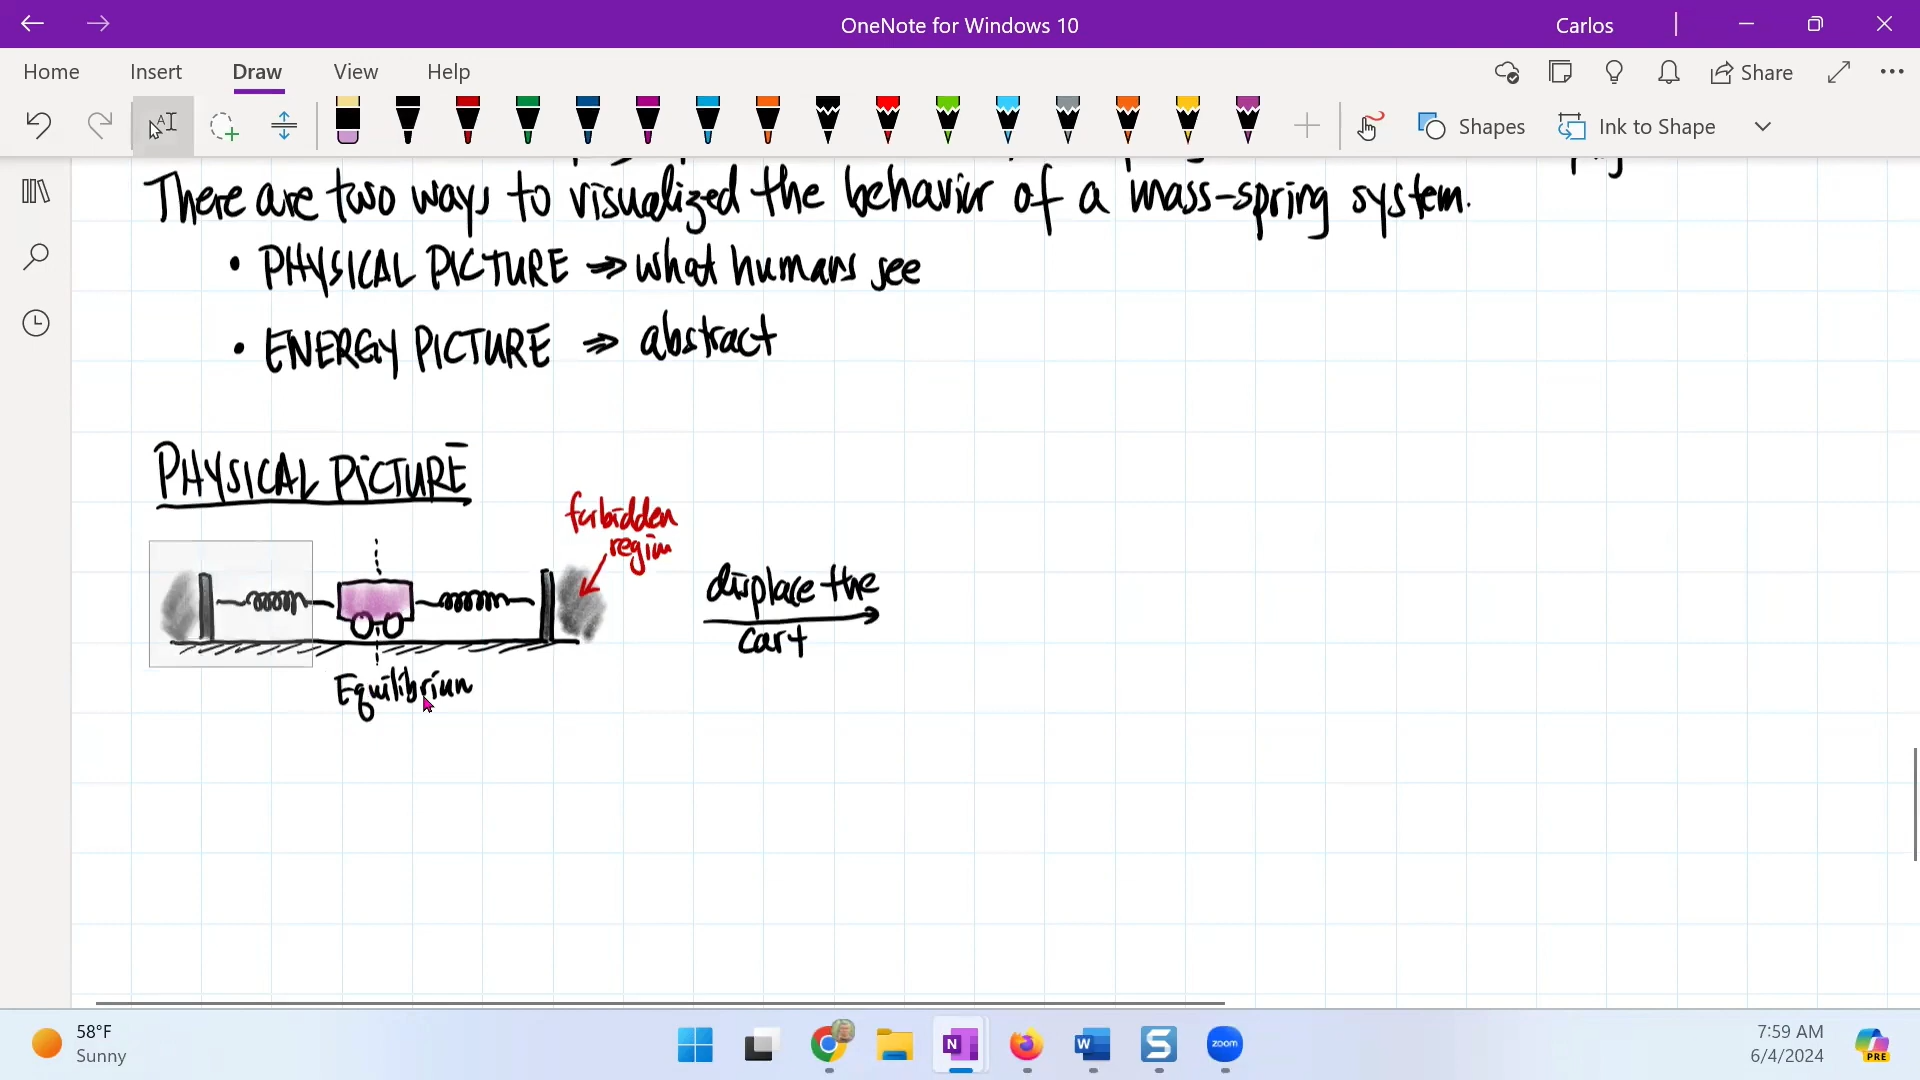 OneNote for Windows 10
Carlos
Home Insert Draw View Help
Share
Shapes
Ink to Shape
There are two ways to visualized the behavior of a mass-spring system.
• PHYSICAL PICTURE ⇒ what humans see
• ENERGY PICTURE ⇒ abstract
PHYSICAL PICTURE
forbidden
region
displace the
cart
Equilibrium
58°F
Sunny
zoom
7:59 AM
6/4/2024
PRE